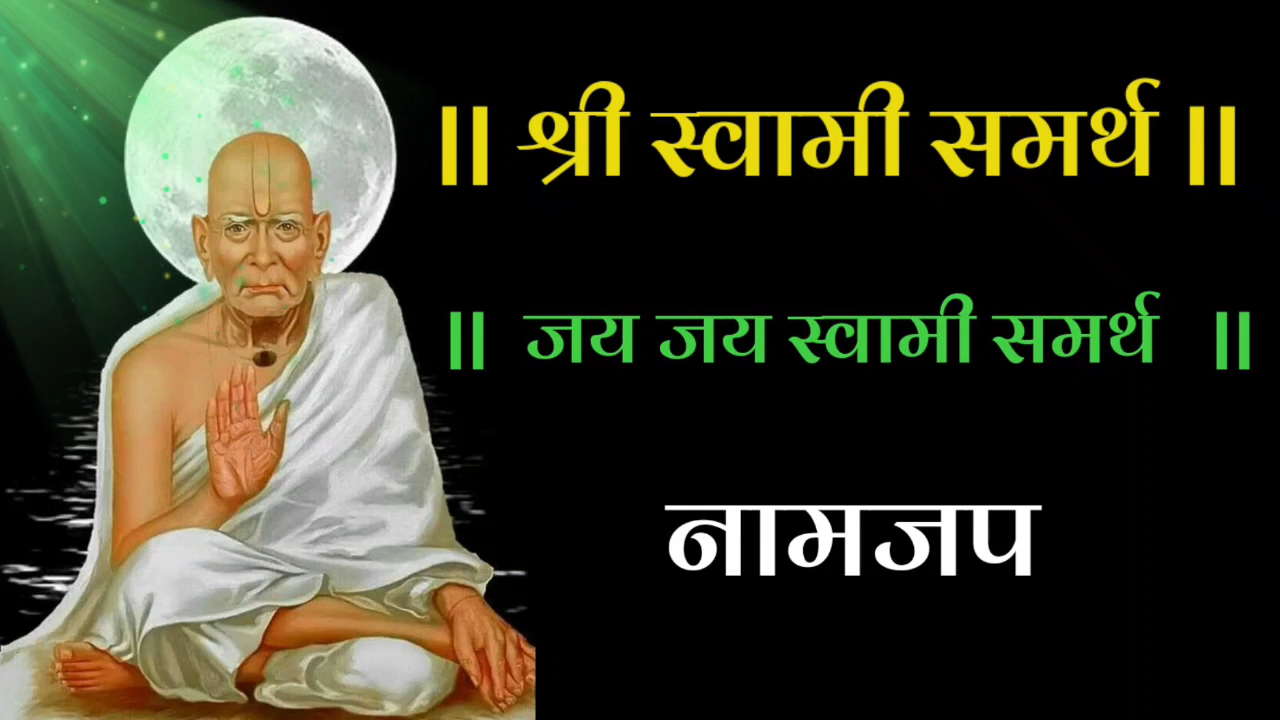 || श्री स्वामी समर्थ ||
|| जय जय स्वामी समर्थ ||
नामजप